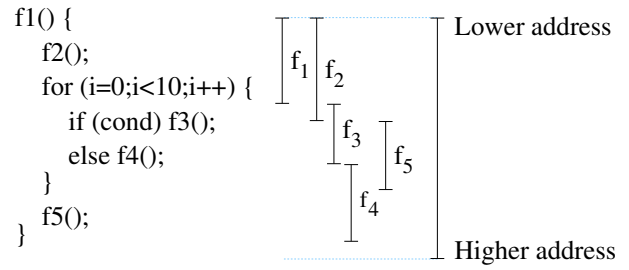 f1() {
f2();
for (i=0;i<10;i++) {
if (cond) f3();
else f4();
}
f5();
}
f1
f2
f3
f5
f4
Lower address
Higher address